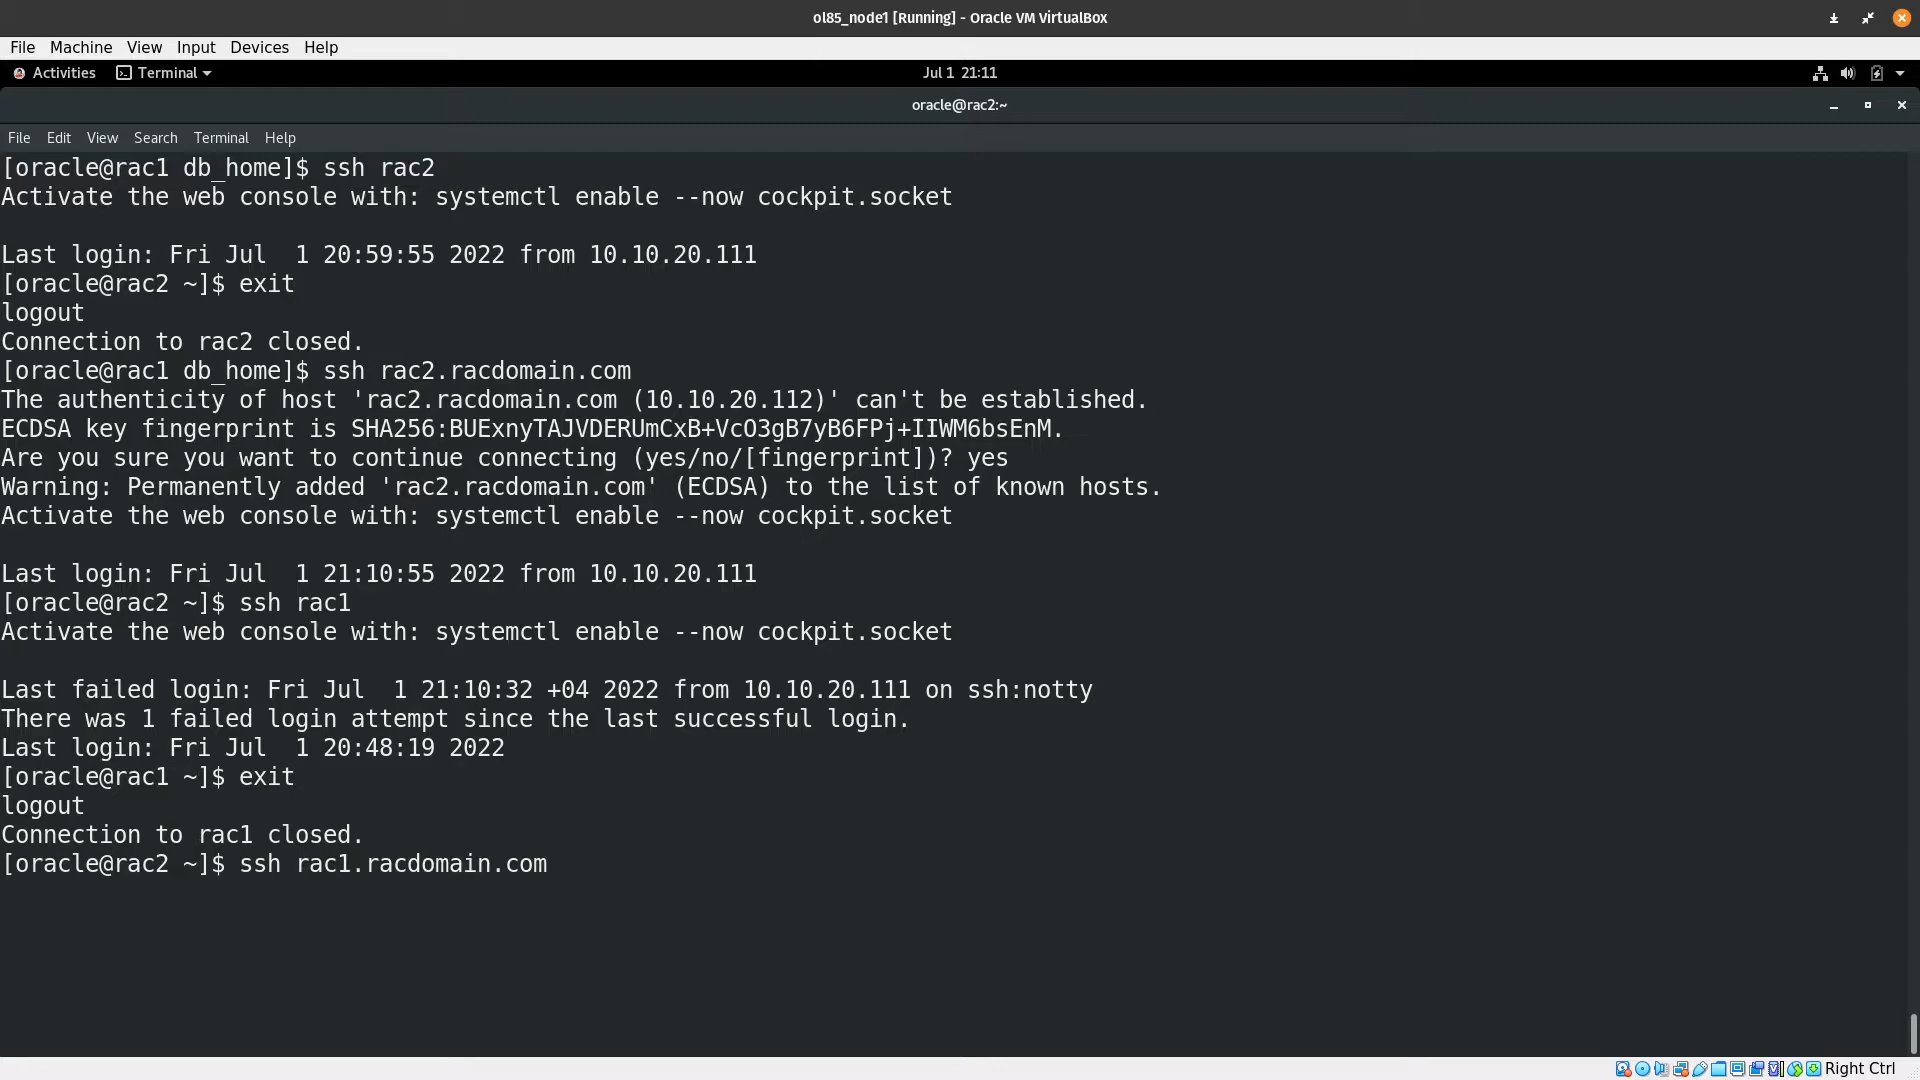 ol85_node1 [Running] - Oracle VM VirtualBox
File Machine View Input Devices Help
Activities Terminal Jul 1 21:11
oracle@rac2:~
File Edit View Search Terminal Help
[oracle@rac1 db_home]$ ssh rac2
Activate the web console with: systemctl enable --now cockpit.socket
Last login: Fri Jul  1 20:59:55 2022 from 10.10.20.111
[oracle@rac2 ~]$ exit
logout
Connection to rac2 closed.
[oracle@rac1 db_home]$ ssh rac2.racdomain.com
The authenticity of host 'rac2.racdomain.com (10.10.20.112)' can't be established.
ECDSA key fingerprint is SHA256:BUExnyTAJVDERUmCxB+VcO3gB7yB6FPj+IIWM6bsEnM.
Are you sure you want to continue connecting (yes/no/[fingerprint])? yes
Warning: Permanently added 'rac2.racdomain.com' (ECDSA) to the list of known hosts.
Activate the web console with: systemctl enable --now cockpit.socket
Last login: Fri Jul  1 21:10:55 2022 from 10.10.20.111
[oracle@rac2 ~]$ ssh rac1
Activate the web console with: systemctl enable --now cockpit.socket
Last failed login: Fri Jul  1 21:10:32 +04 2022 from 10.10.20.111 on ssh:notty
There was 1 failed login attempt since the last successful login.
Last login: Fri Jul  1 20:48:19 2022
[oracle@rac1 ~]$ exit
logout
Connection to rac1 closed.
[oracle@rac2 ~]$ ssh rac1.racdomain.com
Right Ctrl